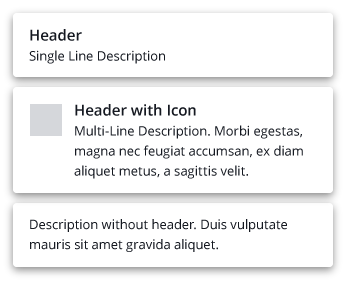 Header
Single Line Description
Header with Icon
Multi-Line Description. Morbi egestas,
magna nec feugiat accumsan, ex diam
aliquet metus, a sagittis velit.
Description without header. Duis vulputate
mauris sit amet gravida aliquet.